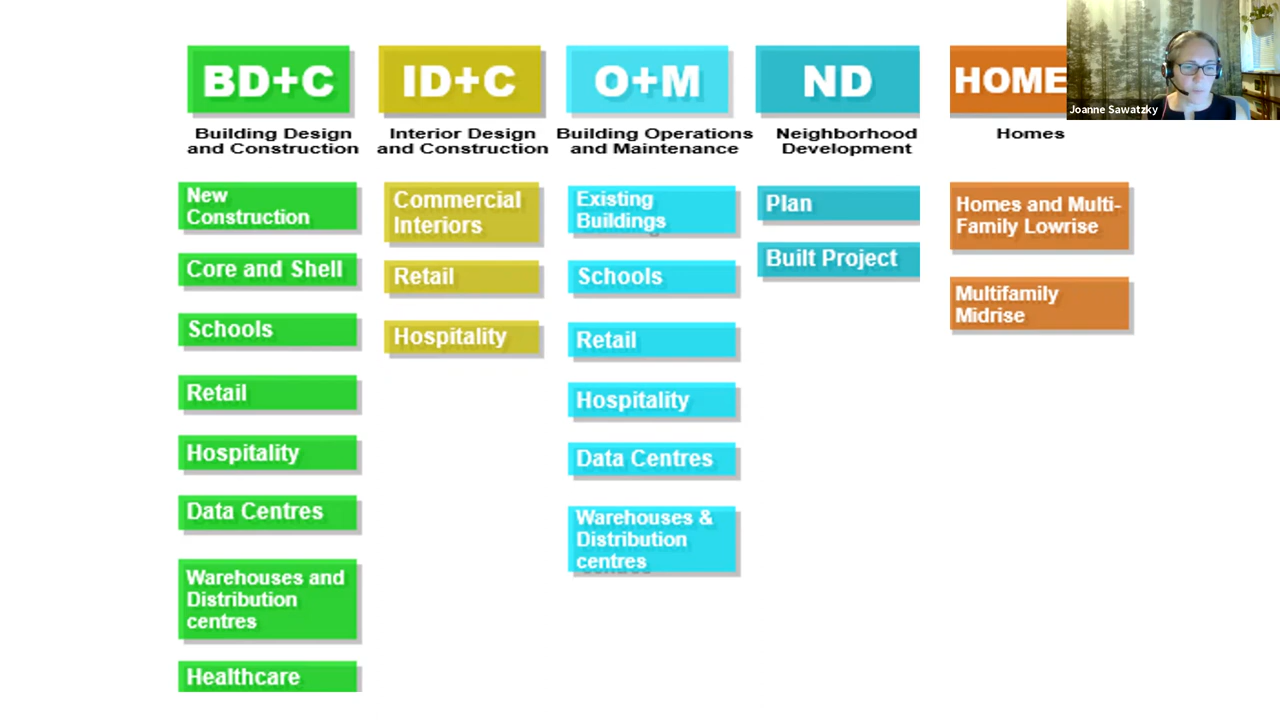 BD+C
ID+C
O+M
ND
HOME
Joanne Sawatzky
Building Design
and Construction
Interior Design
and Construction
Building Operations
and Maintenance
Neighborhood
Development
Homes
New
Construction
Core and Shell
Schools
Retail
Hospitality
Data Centres
Warehouses and
Distribution
centres
Healthcare
Commercial
Interiors
Retail
Hospitality
Existing
Buildings
Schools
Retail
Hospitality
Data Centres
Warehouses &
Distribution
centres
Plan
Built Project
Homes and Multi-
Family Lowrise
Multifamily
Midrise